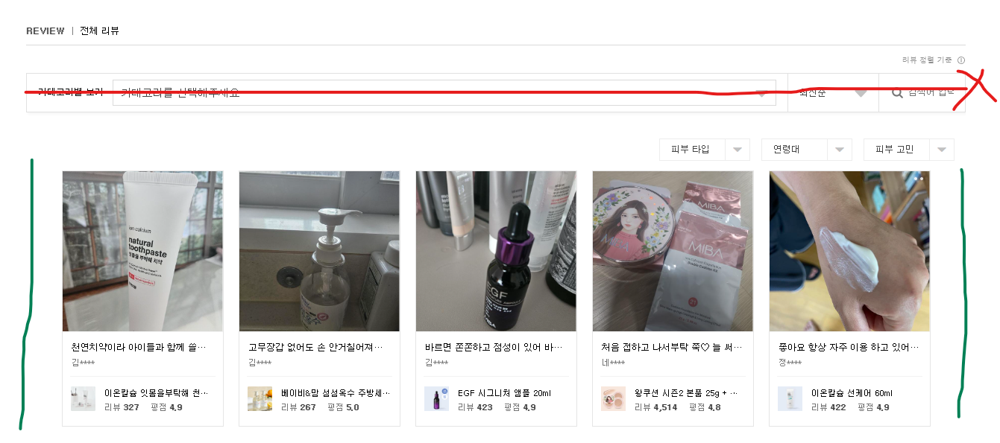 REVIEW | 전체 리뷰
리뷰 정렬 기준
카테고리별 보기 카테고리를 선택해주세요 최신순 검색어 입력
피부 타입 연령대 피부 고민
natural
toothpaste
EGF
MIBA
MIBA
21
천연치약이라 아이들과 함께 쓸…
김****
이온칼슘 잇몸을부탁해 천…
리뷰 327 평점 4.9
고무장갑 없어도 손 안거칠어져…
김****
베이비&맘 섬섬옥수 주방세…
리뷰 267 평점 5.0
바르면 쫀쫀하고 점성이 있어 바…
김****
EGF 시그니처 앰플 20ml
리뷰 423 평점 4.9
처음 접하고 나서부탁 쭉♡ 늘 써…
네****
왕쿠션 시즌2 본품 25g + …
리뷰 4,514 평점 4.8
좋아요 항상 자주 이용 하고 있어…
정****
이온칼슘 선케어 60ml
리뷰 422 평점 4.9